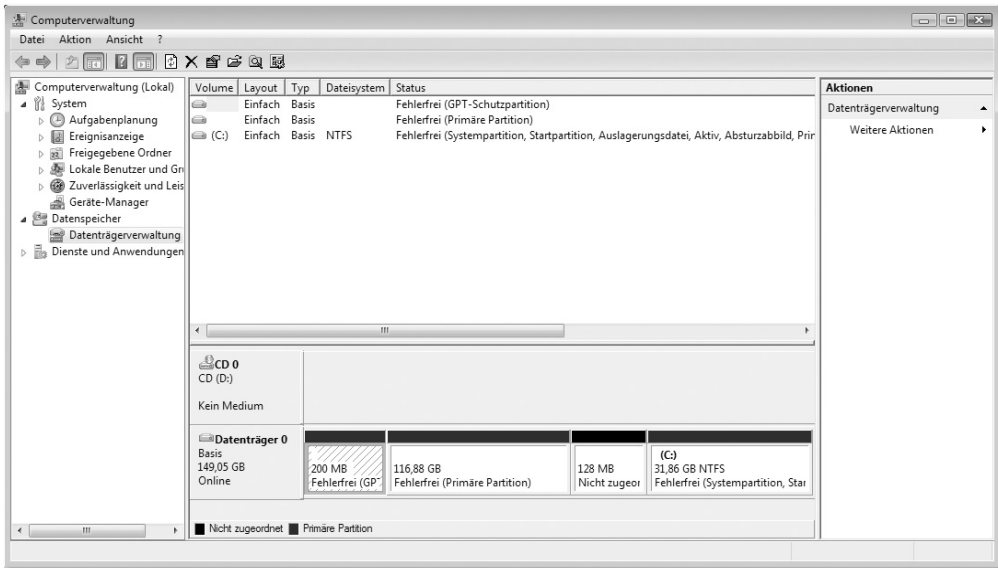 Computerverwaltung
Datei Aktion Ansicht ?
Computerverwaltung (Lokal)
System
Aufgabenplanung
Ereignisanzeige
Freigegebene Ordner
Lokale Benutzer und Gr
Zuverlässigkeit und Leis
Geräte-Manager
Datenspeicher
Datenträgerverwaltung
Dienste und Anwendungen
Volume Layout Typ Dateisystem Status
Einfach Basis Fehlerfrei (GPT-Schutzpartition)
Einfach Basis Fehlerfrei (Primäre Partition)
(C:) Einfach Basis NTFS Fehlerfrei (Systempartition, Startpartition, Auslagerungsdatei, Aktiv, Absturzabbild, Prir
CD 0
CD (D:)
Kein Medium
Datenträger 0
Basis
149,05 GB
Online
200 MB
Fehlerfrei (GP
116,88 GB
Fehlerfrei (Primäre Partition)
128 MB
Nicht zugeor
(C:)
31,86 GB NTFS
Fehlerfrei (Systempartition, Star
Nicht zugeordnet Primäre Partition
Aktionen
Datenträgerverwaltung
Weitere Aktionen